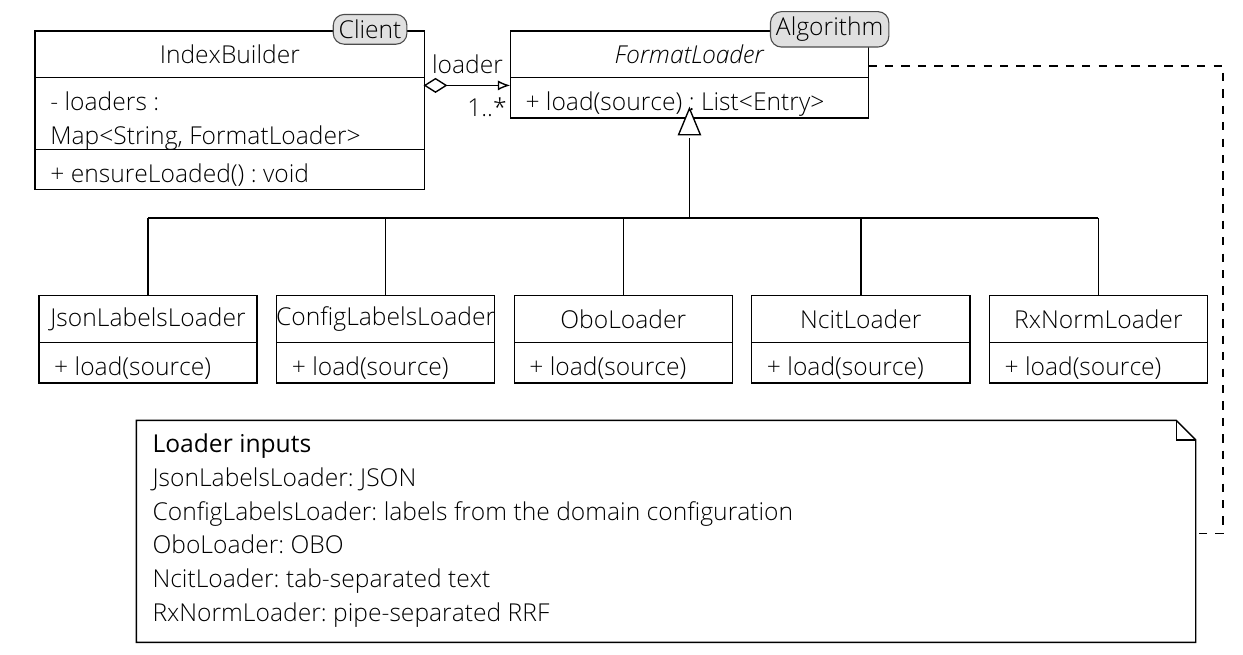 Client
IndexBuilder
- loaders :
Map<String, FormatLoader>
+ ensureLoaded() : void
loader
1..*
Algorithm
FormatLoader
+ load(source) : List<Entry>
JsonLabelsLoader
+ load(source)
ConfigLabelsLoader
+ load(source)
OboLoader
+ load(source)
NcitLoader
+ load(source)
RxNormLoader
+ load(source)
Loader inputs
JsonLabelsLoader: JSON
ConfigLabelsLoader: labels from the domain configuration
OboLoader: OBO
NcitLoader: tab-separated text
RxNormLoader: pipe-separated RRF